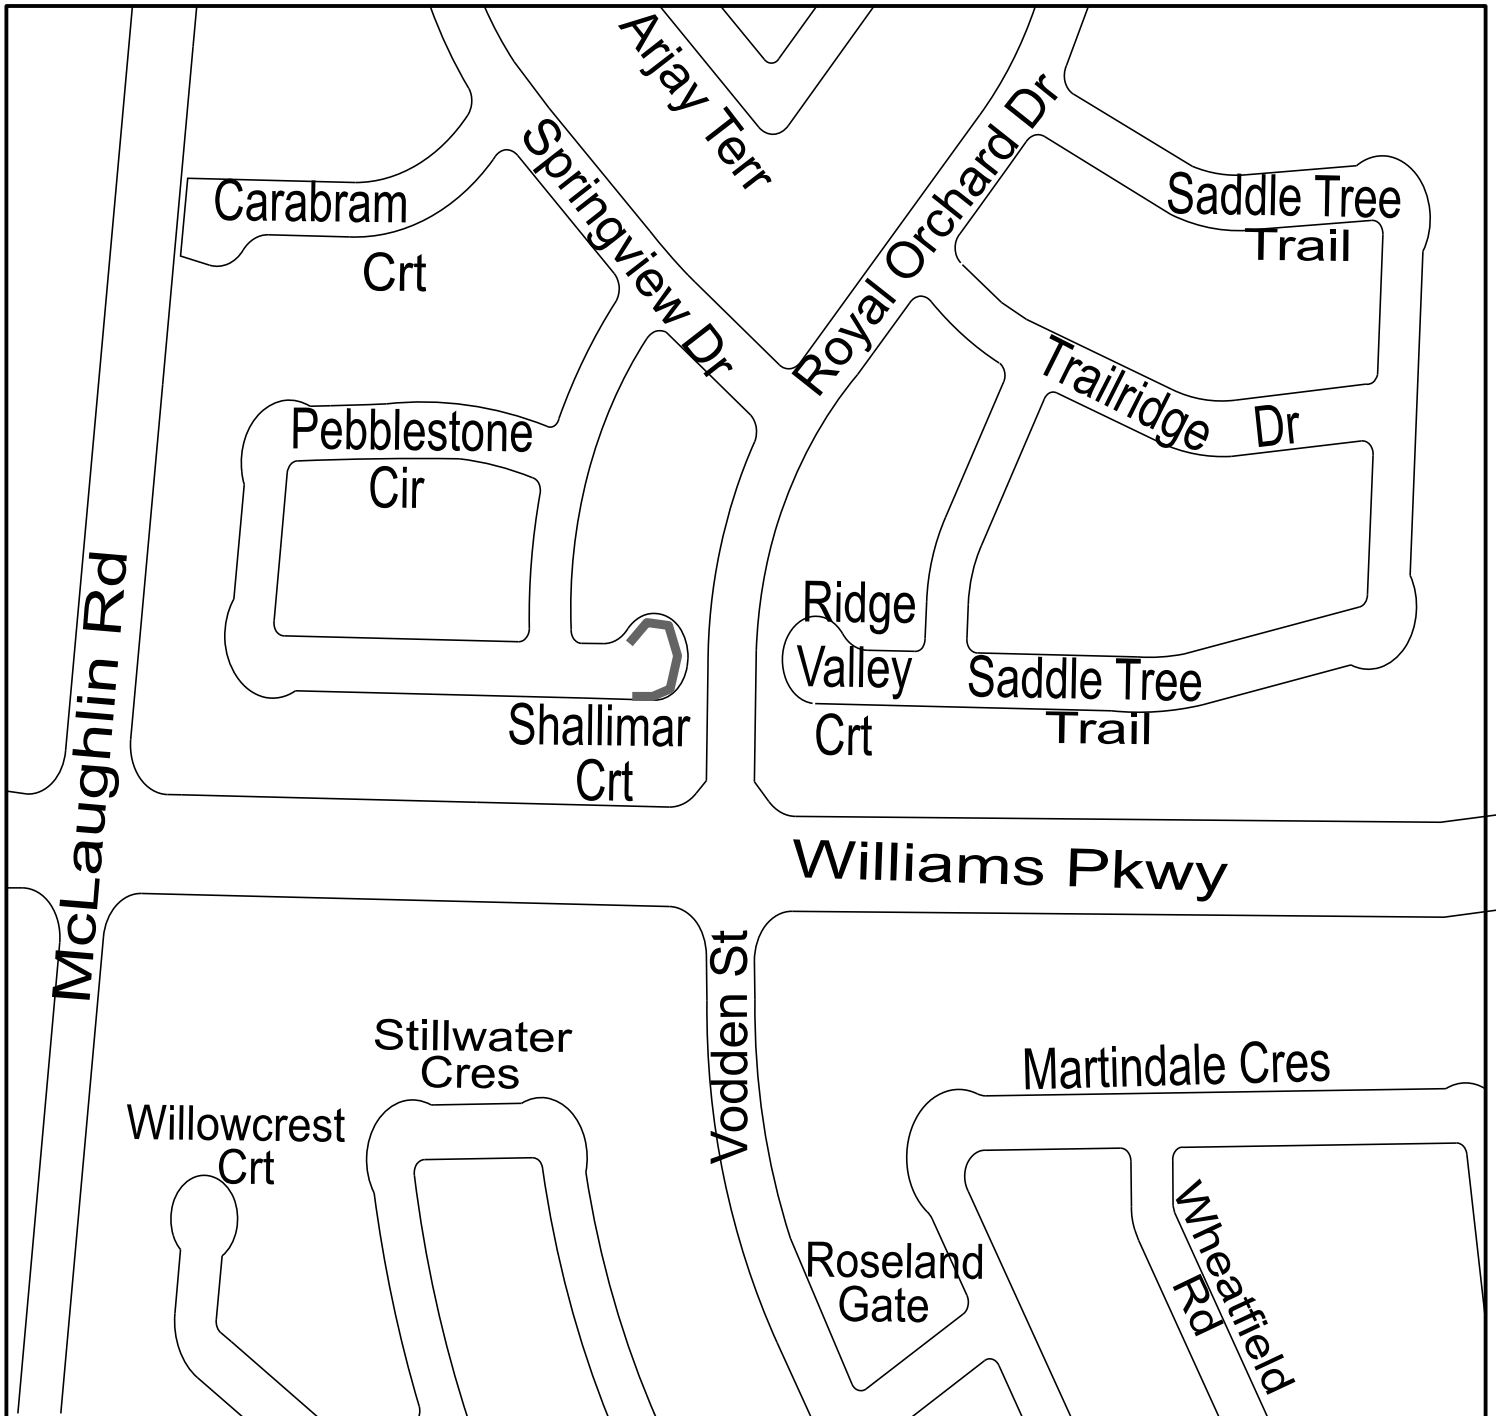 Arjay Terr
Springview Dr
Royal Orchard Dr
Carabram
Crt
Saddle Tree
Trail
Trailridge Dr
Pebblestone
Cir
McLaughlin Rd
Ridge
Valley
Crt
Saddle Tree
Trail
Shallimar
Crt
Williams Pkwy
Vodden St
Stillwater
Cres
Martindale Cres
Willowcrest
Crt
Wheatfield
Rd
Roseland
Gate